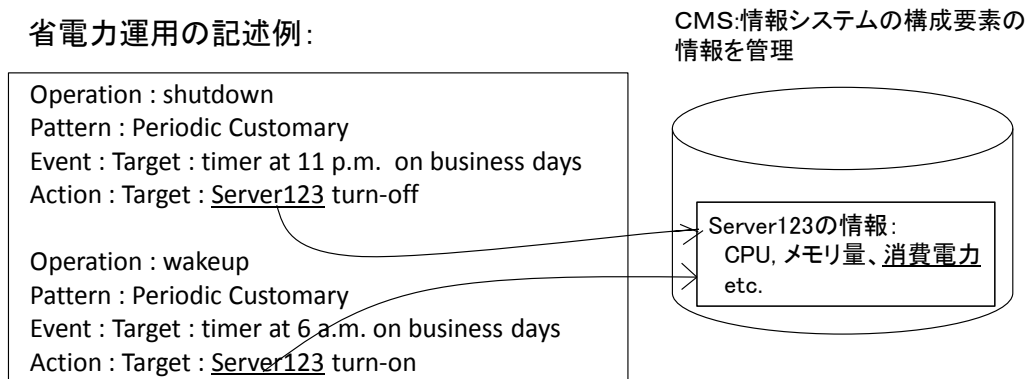 省電力運用の記述例:
CMS:情報システムの構成要素の
情報を管理
Operation : shutdown
Pattern : Periodic Customary
Event : Target : timer at 11 p.m. on business days
Action : Target : Server123 turn-off
Operation : wakeup
Pattern : Periodic Customary
Event : Target : timer at 6 a.m. on business days
Action : Target : Server123 turn-on
Server123の情報:
CPU, メモリ量、消費電力
etc.